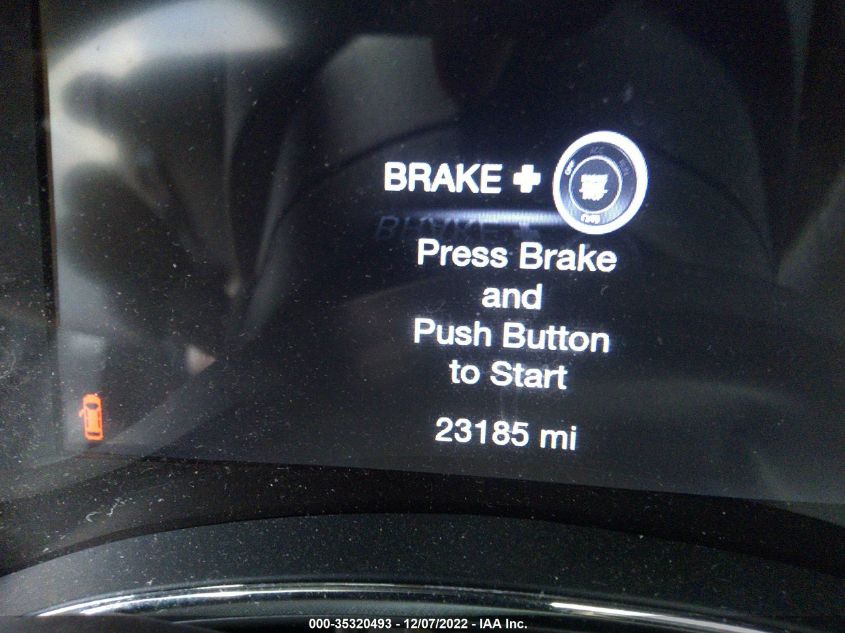 BRAKE +
Press Brake
and
Push Button
to Start
23185 mi
000-35320493 - 12/07/2022 - IAA Inc.